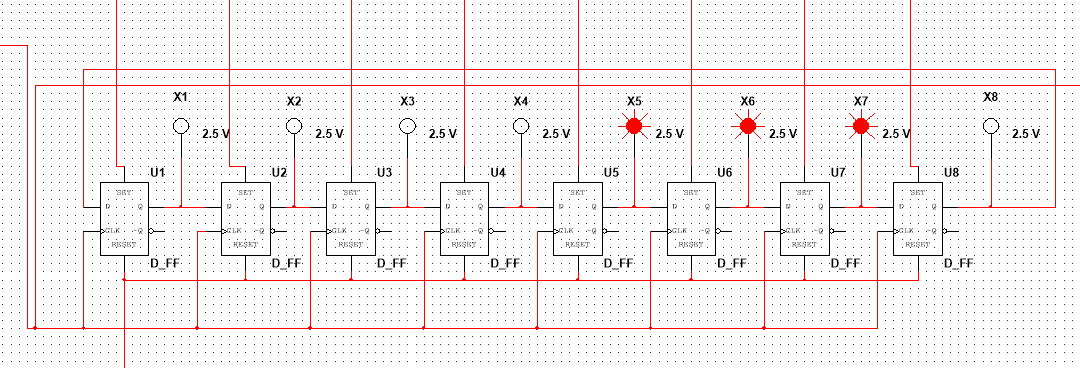 X1 X2 X3 X4 X5 X6 X7 X8
2.5 V 2.5 V 2.5 V 2.5 V 2.5 V 2.5 V 2.5 V 2.5 V
U1 U2 U3 U4 U5 U6 U7 U8
SET SET SET SET SET SET SET SET
D Q D Q D Q D Q D Q D Q D Q D Q
CLK ~Q CLK ~Q CLK ~Q CLK ~Q CLK ~Q CLK ~Q CLK ~Q CLK ~Q
RESET RESET RESET RESET RESET RESET RESET RESET
D_FF D_FF D_FF D_FF D_FF D_FF D_FF D_FF